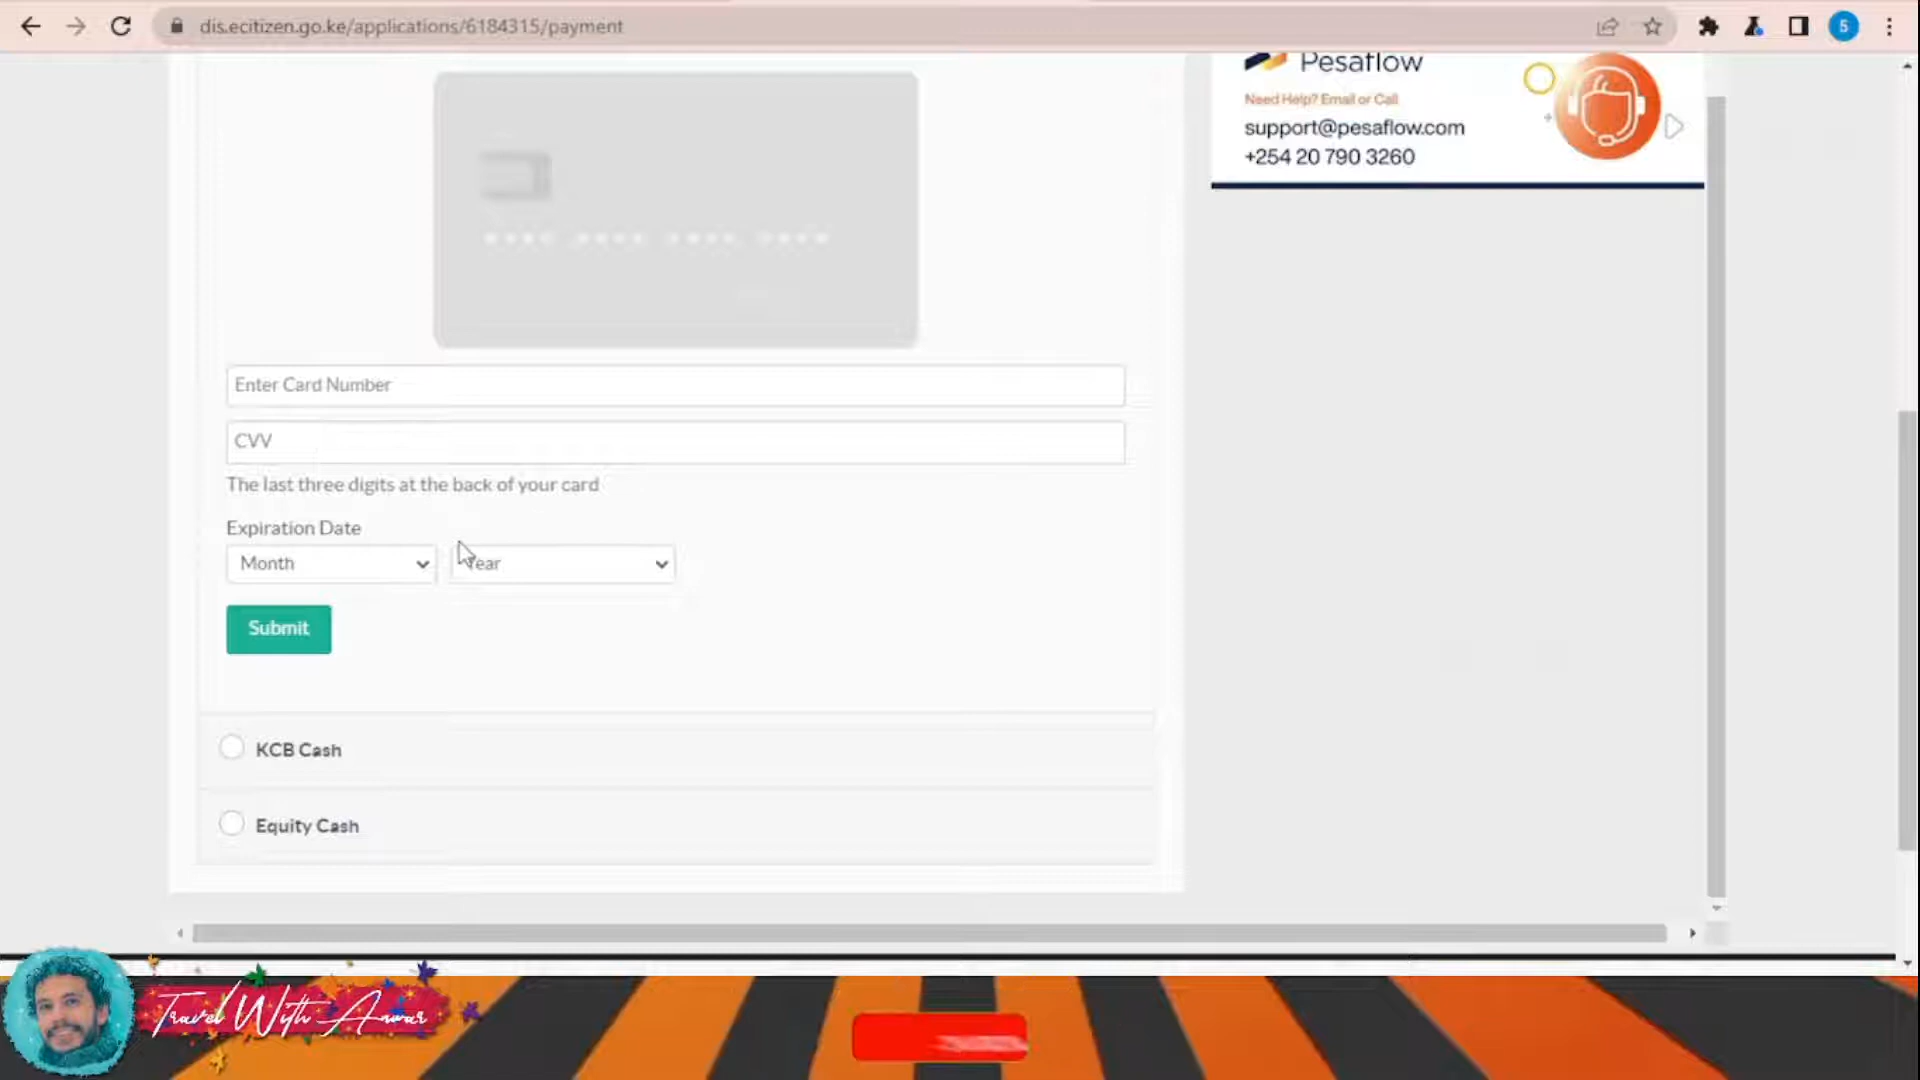 dis.ecitizen.go.ke/applications/6184315/payment
5
Pesaflow
Need Help? Email or Call
support@pesaflow.com
+254 20 790 3260
Enter Card Number
CVV
The last three digits at the back of your card
Expiration Date
Month
Year
Submit
KCB Cash
Equity Cash
Travel With Anwar